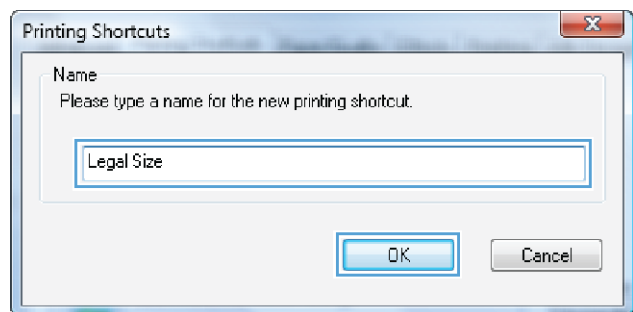 Printing Shortcuts
Name
Please type a name for the new printing shortcut.
Legal Size
OK
Cancel